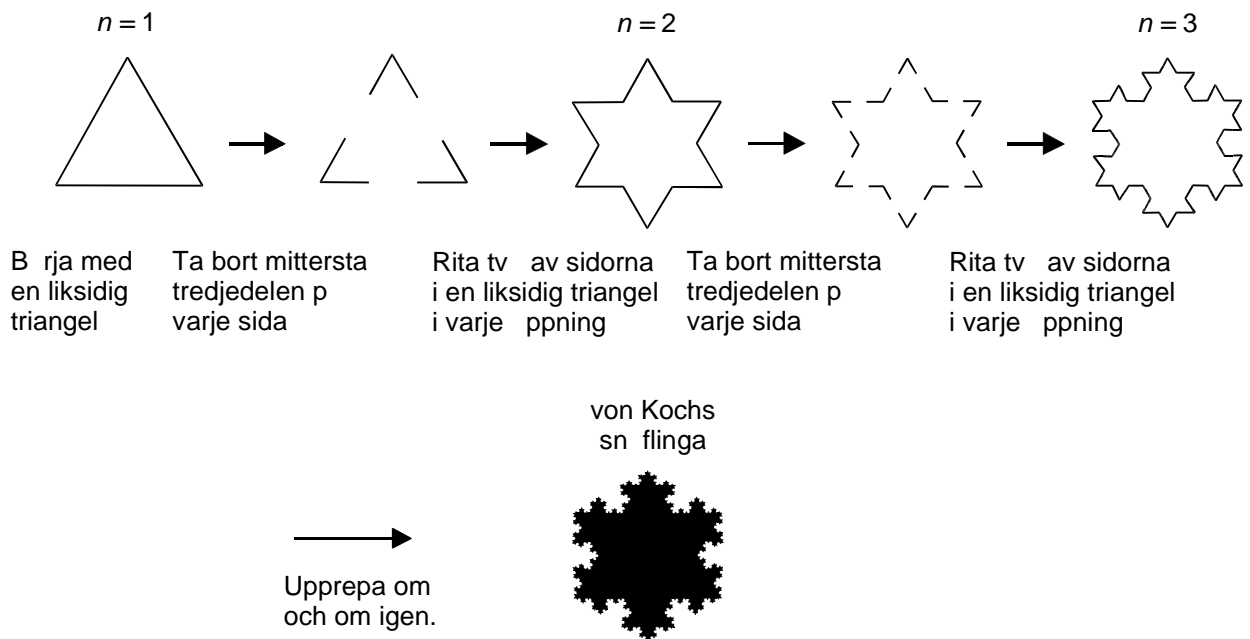 n = 1
n = 2
n = 3
B rja med
en liksidig
triangel
Ta bort mittersta
tredjedelen p
varje sida
Rita tv av sidorna
i en liksidig triangel
i varje ppning
Ta bort mittersta
tredjedelen p
varje sida
Rita tv av sidorna
i en liksidig triangel
i varje ppning
von Kochs
sn flinga
Upprepa om
och om igen.